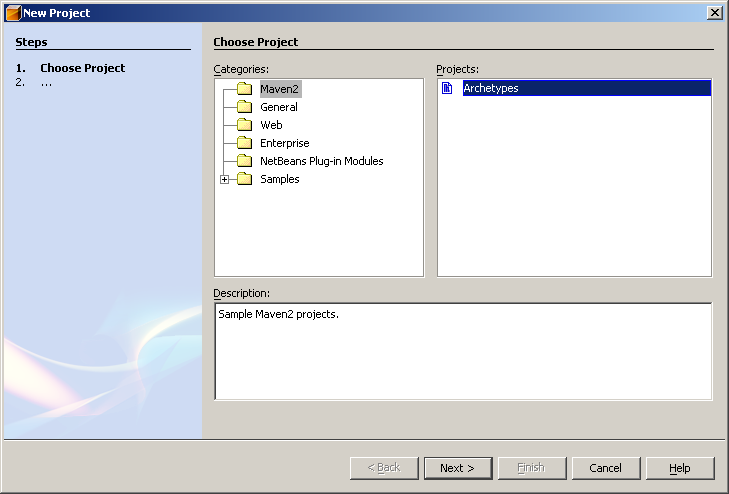 New Project
Steps
1. Choose Project
2. ...
Choose Project
Categories:
Maven2
General
Web
Enterprise
NetBeans Plug-in Modules
Samples
Projects:
Archetypes
Description:
Sample Maven2 projects.
< Back
Next >
Finish
Cancel
Help